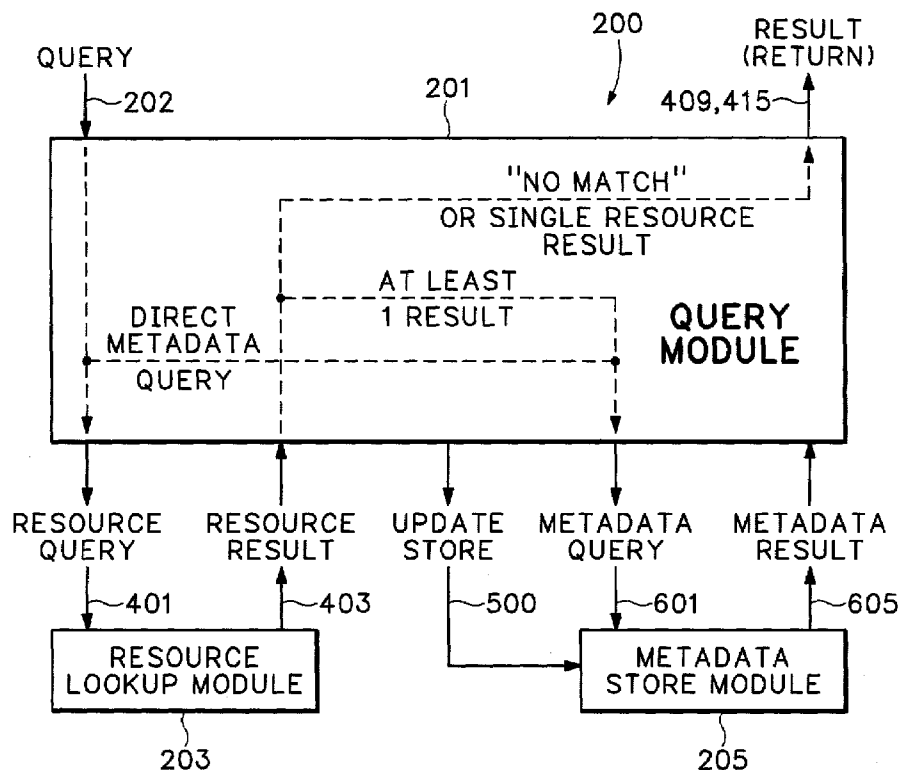 QUERY
202
201
200
RESULT
(RETURN)
409,415
"NO MATCH"
OR SINGLE RESOURCE
RESULT
AT LEAST
1 RESULT
DIRECT
METADATA
QUERY
QUERY
MODULE
RESOURCE
QUERY
RESOURCE
RESULT
UPDATE
STORE
METADATA
QUERY
METADATA
RESULT
401
403
500
601
605
RESOURCE
LOOKUP MODULE
METADATA
STORE MODULE
203
205